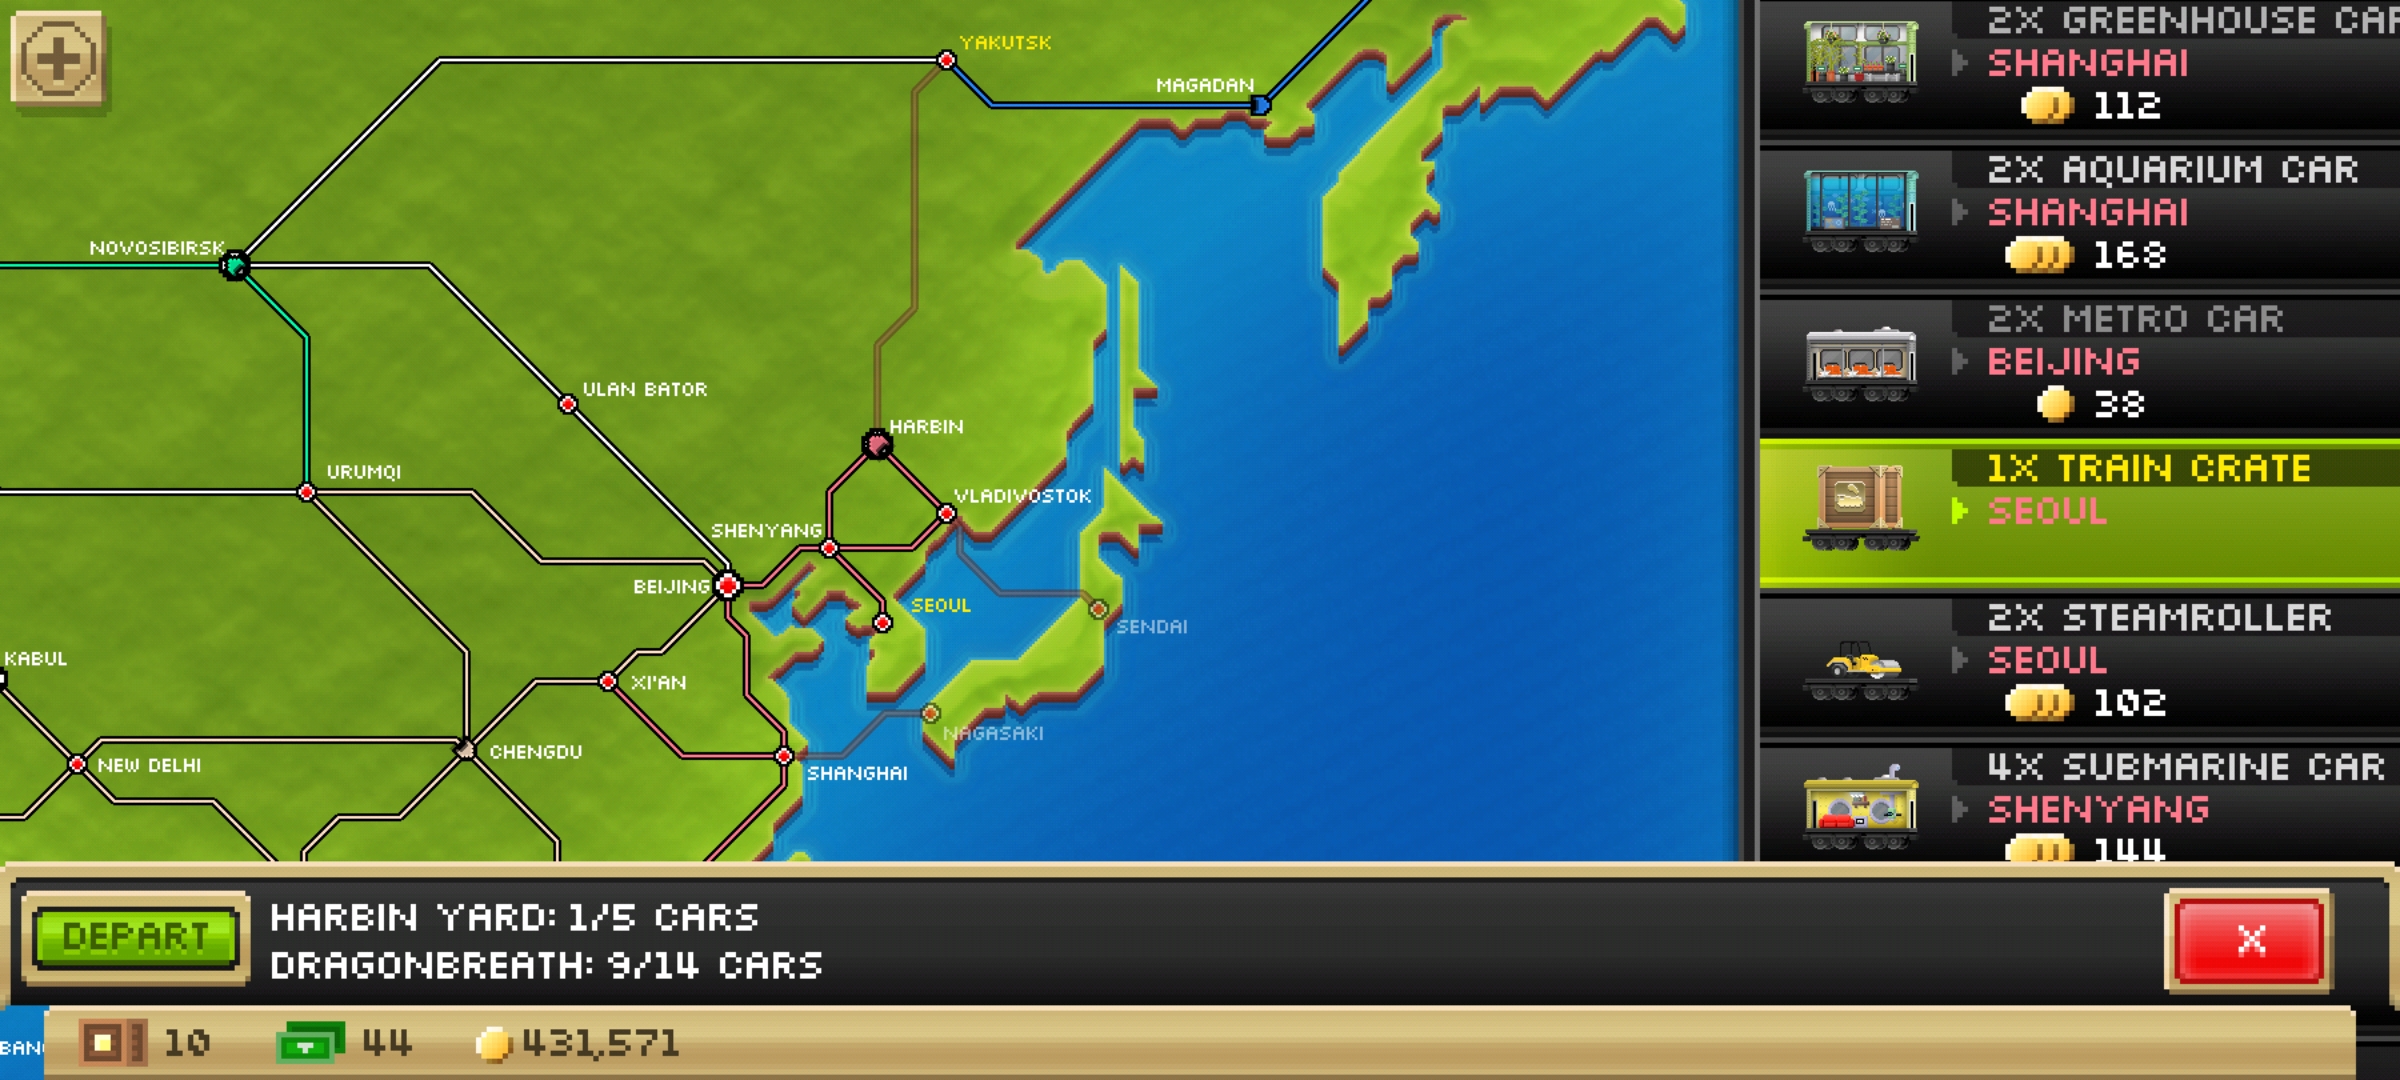 YAKUTSK
MAGADAN
NOVOSIBIRSK
ULAN BATOR
HARBIN
URUMQI
VLADIVOSTOK
SHENYANG
BEIJING
SEOUL
SENDAI
KABUL
XI'AN
NAGASAKI
CHENGDU
NEW DELHI
SHANGHAI
2X GREENHOUSE CAR
SHANGHAI
112
2X AQUARIUM CAR
SHANGHAI
168
2X METRO CAR
BEIJING
38
1X TRAIN CRATE
SEOUL
2X STEAMROLLER
SEOUL
102
4X SUBMARINE CAR
SHENYANG
144
DEPART
HARBIN YARD: 1/5 CARS
DRAGONBREATH: 9/14 CARS
X
BAN
10
44
431,571